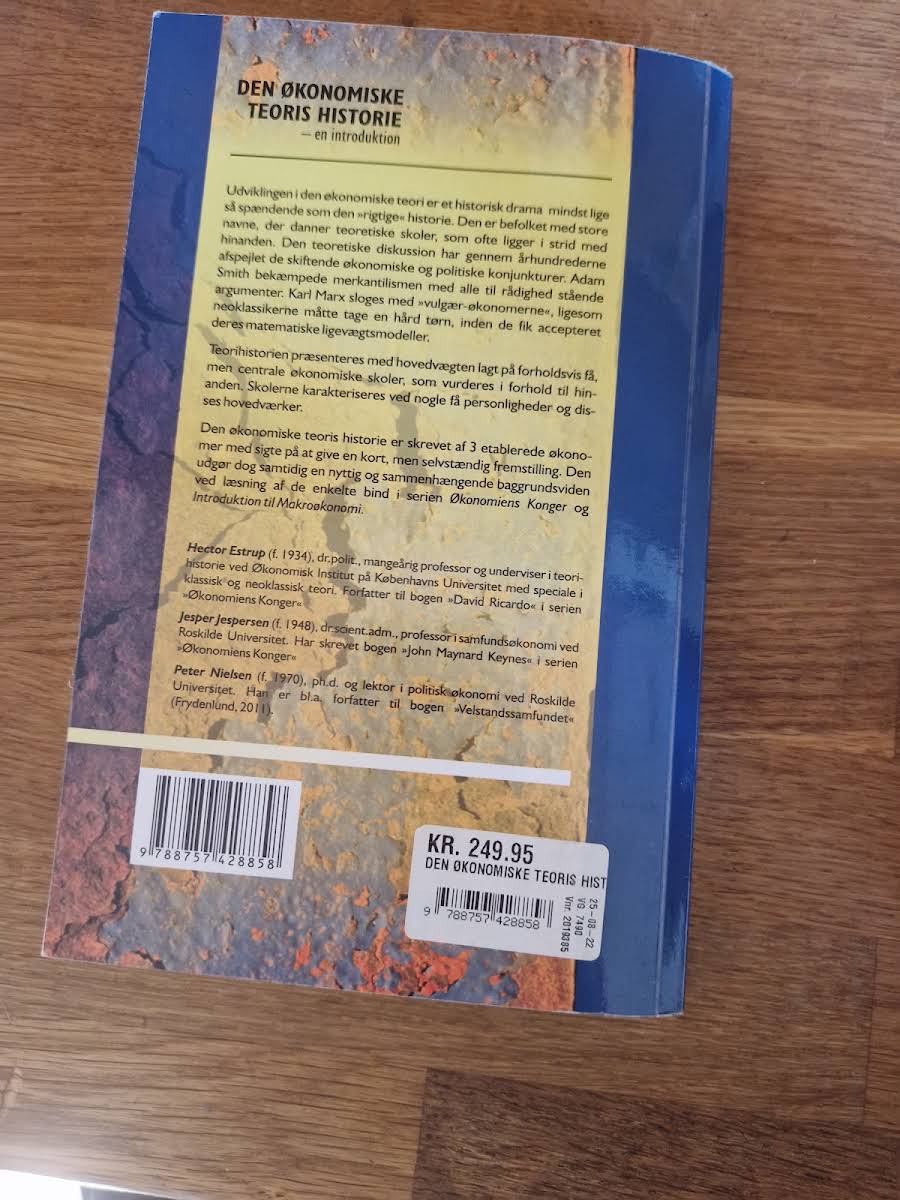 DEN ØKONOMISKE
TEORIS HISTORIE
– en introduktion
Udviklingen i den økonomiske teori er et historisk drama mindst lige
så spændende som den »rigtige« historie. Den er befolket med store
navne, der danner teoretiske skoler, som ofte ligger i strid med
hinanden. Den teoretiske diskussion har gennem århundrederne
afspejlet de skiftende økonomiske og politiske konjunkturer. Adam
Smith bekæmpede merkantilismen med alle til rådighed stående
argumenter. Karl Marx sloges med »vulgær-økonomerne«, ligesom
neoklassikerne måtte tage en hård tørn, inden de fik accepteret
deres matematiske ligevægtsmodeller.
Teorihistorien præsenteres med hovedvægten lagt på forholdsvis få,
men centrale økonomiske skoler, som vurderes i forhold til hin-
anden. Skolerne karakteriseres ved nogle få personligheder og dis-
ses hovedværker.
Den økonomiske teoris historie er skrevet af 3 etablerede økono-
mer med sigte på at give en kort, men selvstændig fremstilling. Den
udgør dog samtidig en nyttig og sammenhængende baggrundsviden
ved læsning af de enkelte bind i serien Økonomiens Konger og
Introduktion til Makroøkonomi.
Hector Estrup (f. 1934), dr.polit., mangeårig professor og underviser i teori-
historie ved Økonomisk Institut på Københavns Universitet med speciale i
klassisk og neoklassisk teori. Forfatter til bogen »David Ricardo« i serien
»Økonomiens Konger«
Jesper Jespersen (f. 1948), dr.scient.adm., professor i samfundsøkonomi ved
Roskilde Universitet. Har skrevet bogen »John Maynard Keynes« i serien
»Økonomiens Konger«
Peter Nielsen (f. 1970), ph.d. og lektor i politisk økonomi ved Roskilde
Universitet. Han er bl.a. forfatter til bogen »Velstandssamfundet«
(Frydenlund, 2011).
9 788757 428858
KR. 249.95
DEN ØKONOMISKE TEORIS HIST
9 788757 428858
25-08-22
VG 7490
Vnr. 2019385